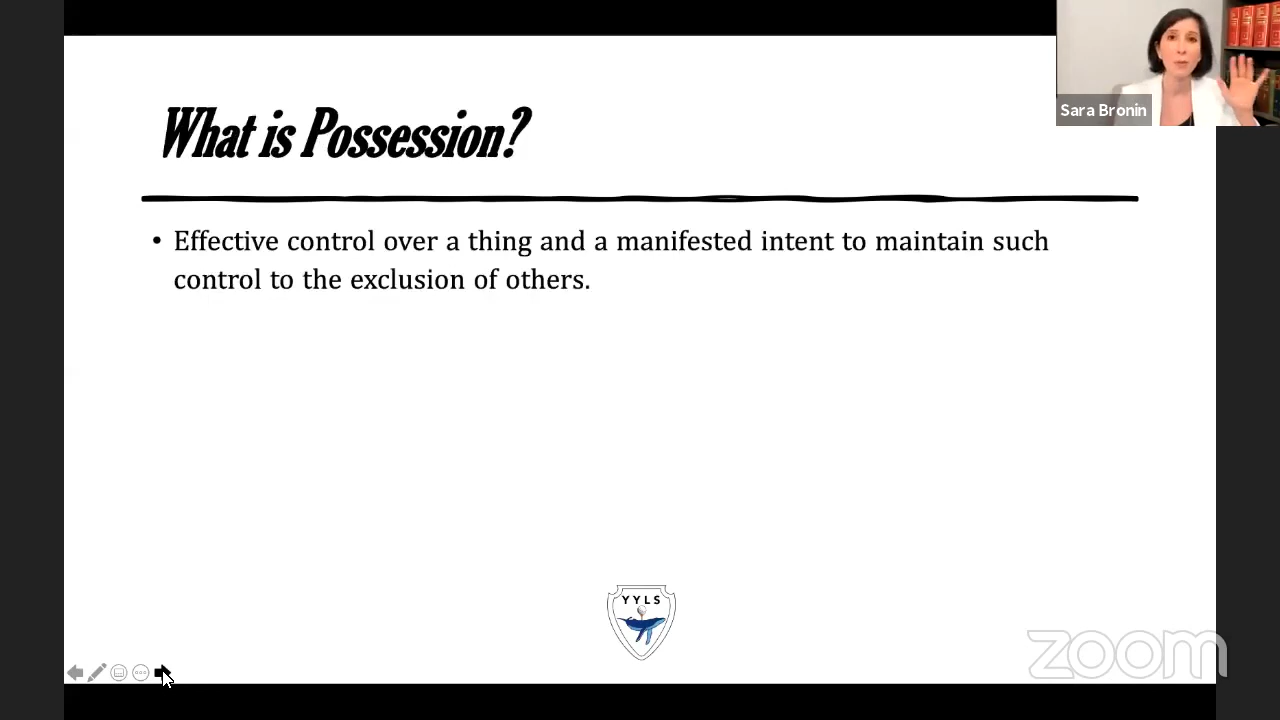 What is Possession?
Sara Bronin
• Effective control over a thing and a manifested intent to maintain such
control to the exclusion of others.
YYLS
zoom